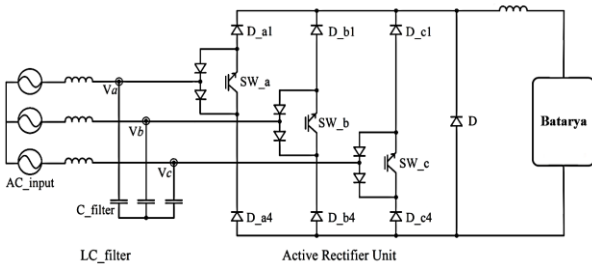 D_a1
D_b1
D_c1
SW_a
Va
SW_b
D
Batarya
Vb
SW_c
Vc
AC_input
C_filter
D_a4
D_b4
D_c4
LC_filter
Active Rectifier Unit